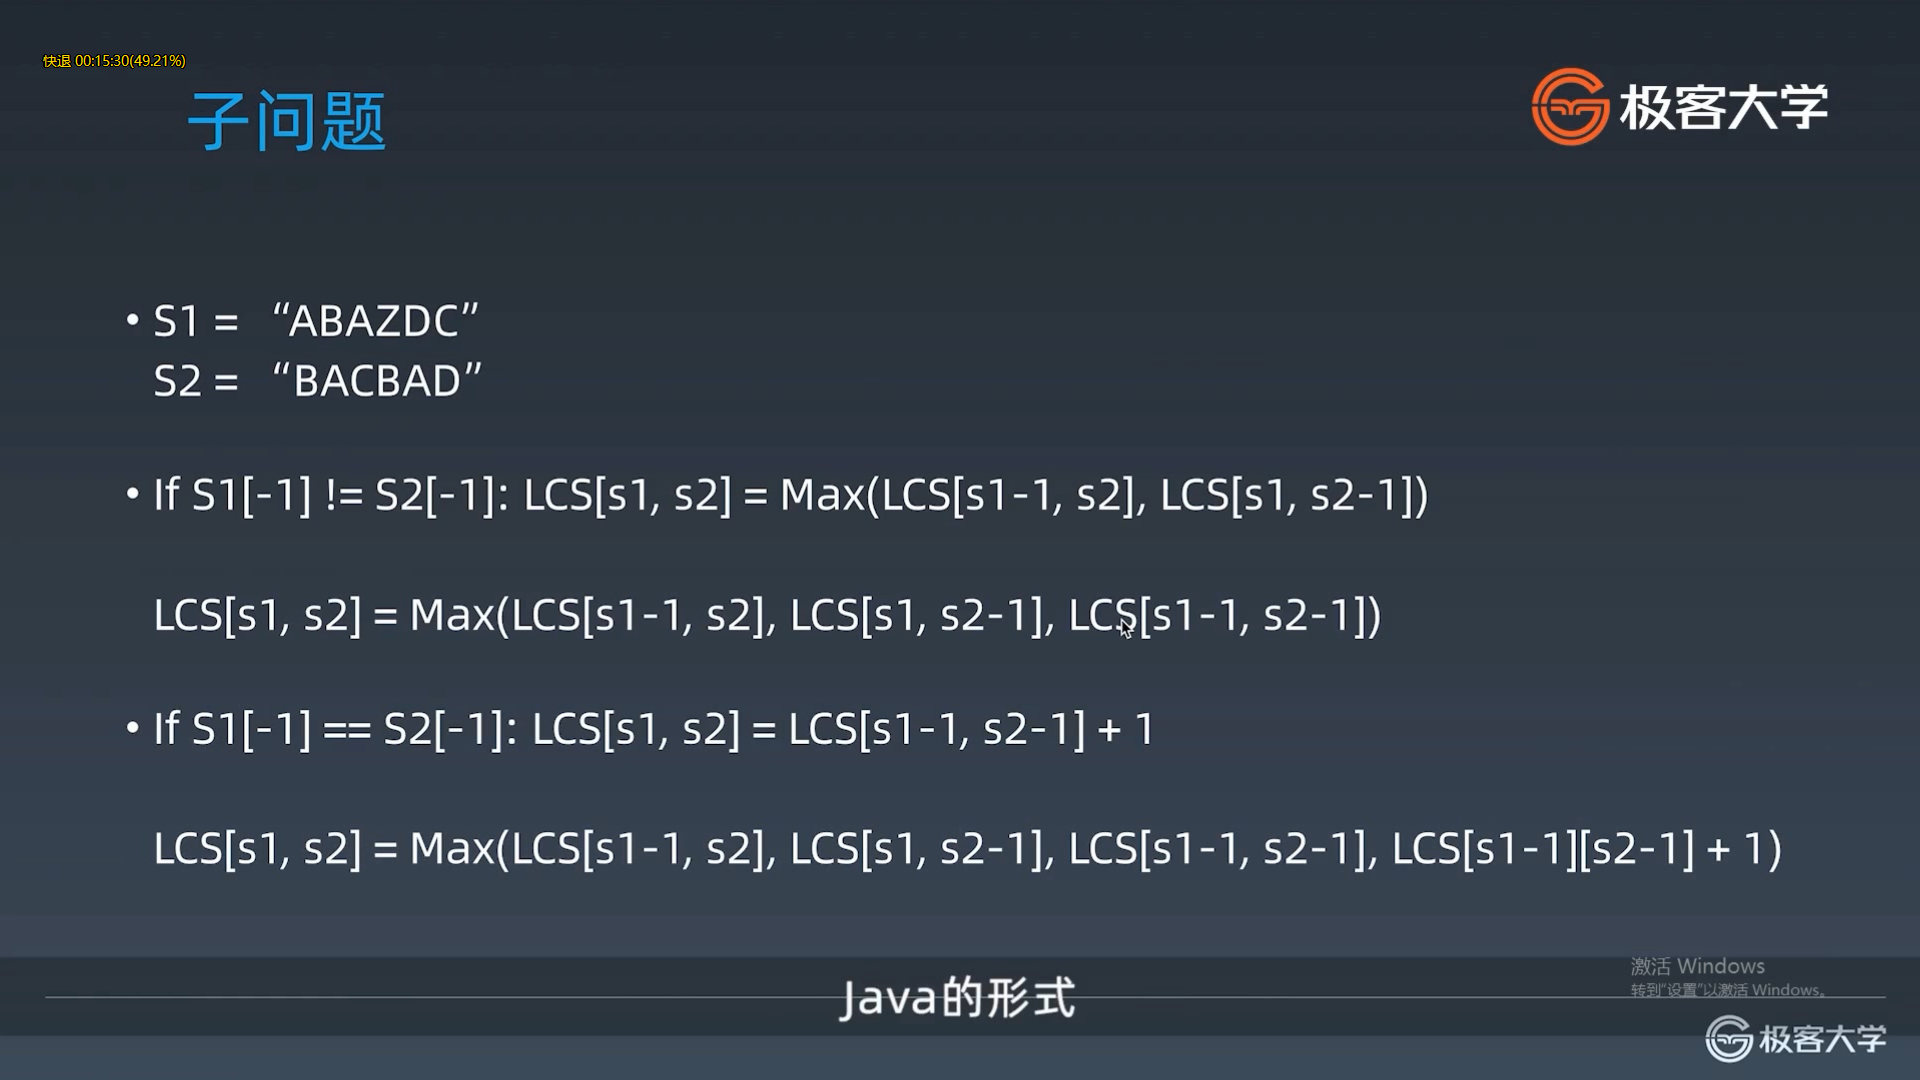 快退 00:15:30(49.21%)
子问题
极客大学
• S1 = “ABAZDC”
S2 = “BACBAD”
• If S1[-1] != S2[-1]: LCS[s1, s2] = Max(LCS[s1-1, s2], LCS[s1, s2-1])
LCS[s1, s2] = Max(LCS[s1-1, s2], LCS[s1, s2-1], LCS[s1-1, s2-1])
• If S1[-1] == S2[-1]: LCS[s1, s2] = LCS[s1-1, s2-1] + 1
LCS[s1, s2] = Max(LCS[s1-1, s2], LCS[s1, s2-1], LCS[s1-1, s2-1], LCS[s1-1][s2-1] + 1)
Java的形式
激活 Windows
转到“设置”以激活 Windows。
极客大学